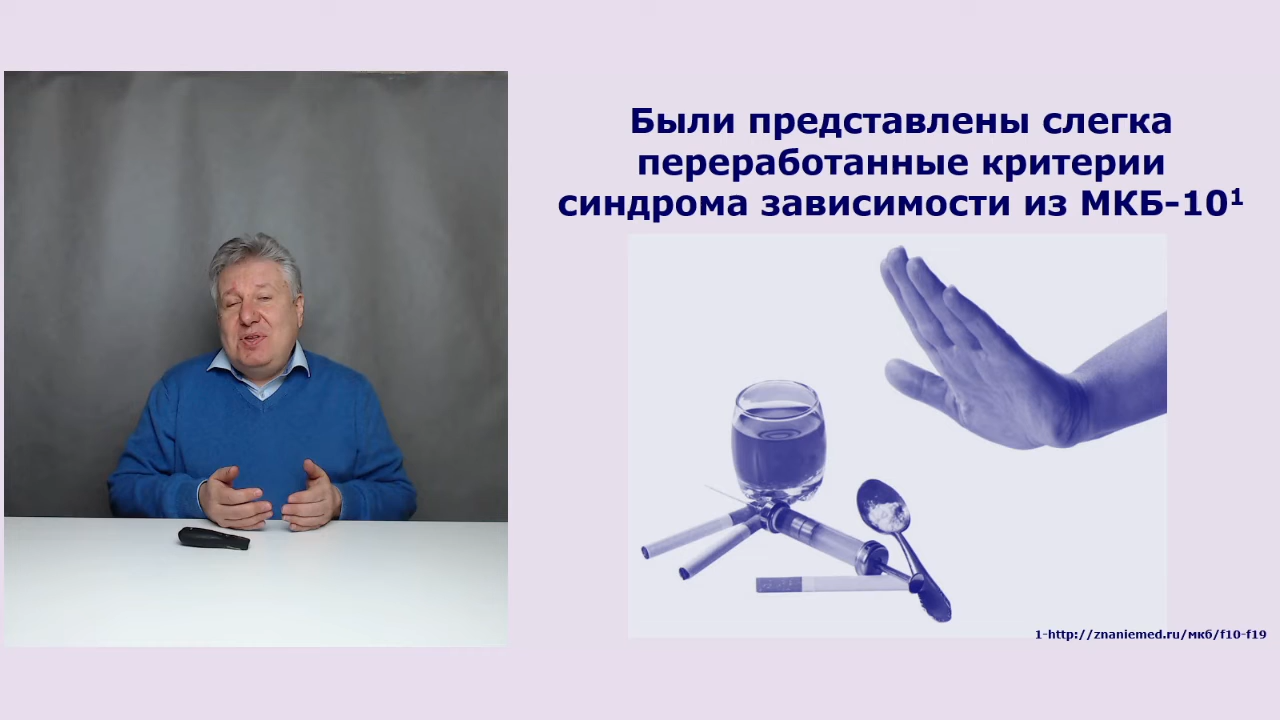 Были представлены слегка
переработанные критерии
синдрома зависимости из МКБ-10¹
1-http://znaniemed.ru/мкб/f10-f19